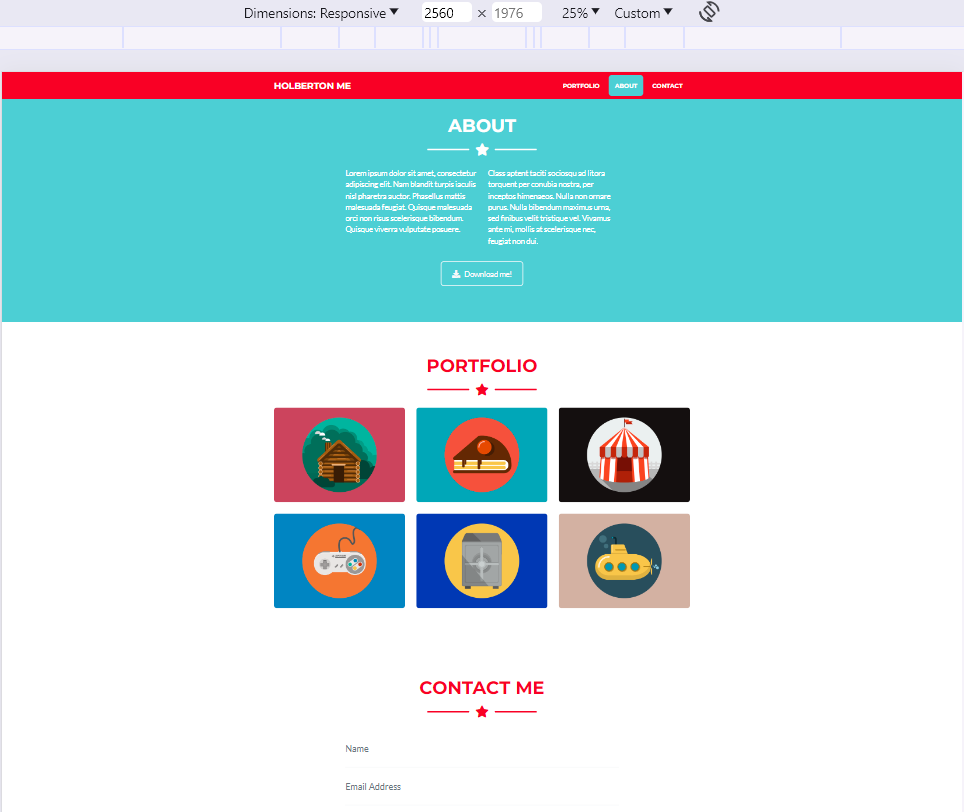 Dimensions: Responsive 2560 × 1976 25% Custom
HOLBERTON ME PORTFOLIO ABOUT CONTACT
ABOUT
Lorem ipsum dolor sit amet, consectetur
adipiscing elit. Nam blandit turpis iaculis
nisl pharetra auctor. Phasellus mattis
malesuada feugiat. Quisque malesuada
orci non risus scelerisque bibendum.
Quisque viverra vulputate posuere.
Class aptent taciti sociosqu ad litora
torquent per conubia nostra, per
inceptos himenaeos. Nulla non ornare
purus. Nulla bibendum maximus urna,
sed finibus velit tristique vel. Vivamus
ante mi, mollis at scelerisque nec,
feugiat non dui.
Download me!
PORTFOLIO
CONTACT ME
Name
Email Address